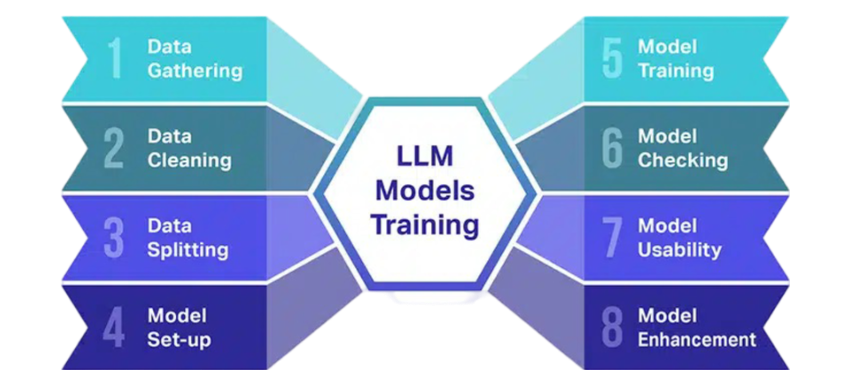 1
Data
Gathering
2
Data
Cleaning
3
Data
Splitting
4
Model
Set-up
LLM
Models
Training
5
Model
Training
6
Model
Checking
7
Model
Usability
8
Model
Enhancement